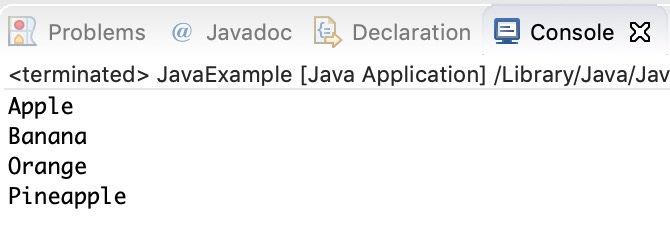 Problems @ Javadoc Declaration Console
<terminated> JavaExample [Java Application] /Library/Java/Jav
Apple
Banana
Orange
Pineapple